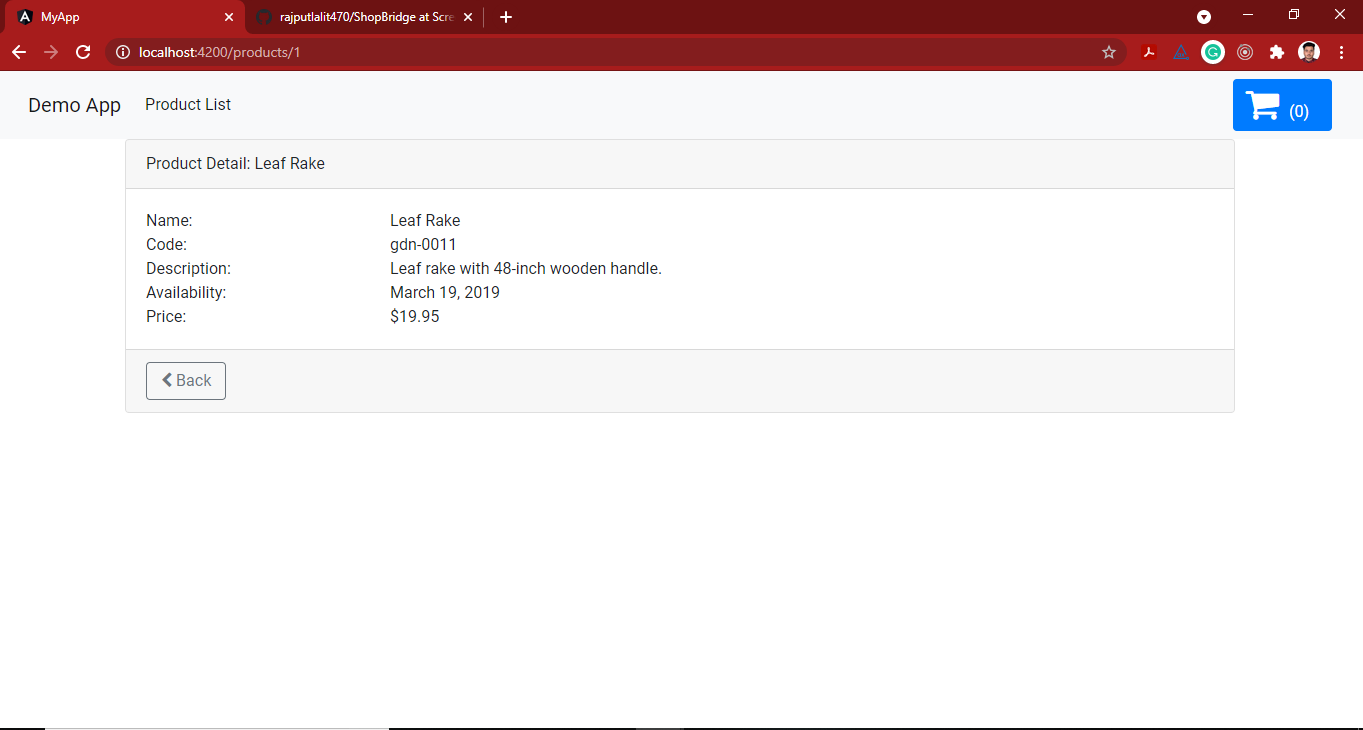 MyApp
rajputlalit470/ShopBridge at Scre
localhost:4200/products/1
Demo App
Product List
(0)
Product Detail: Leaf Rake
Name: Leaf Rake
Code: gdn-0011
Description: Leaf rake with 48-inch wooden handle.
Availability: March 19, 2019
Price: $19.95
Back